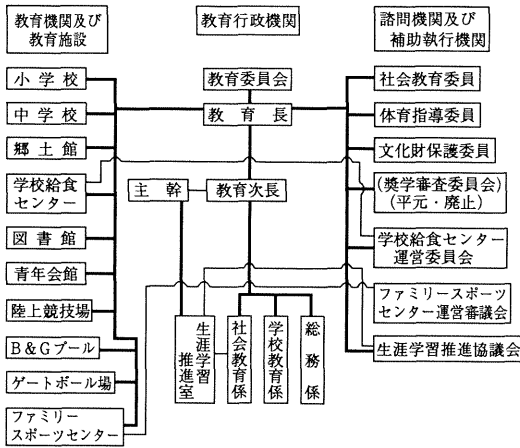 教育機関及び
教育施設
小学校
中学校
郷土館
学校給食
センター
図書館
青年会館
陸上競技場
B&Gプール
ゲートボール場
ファミリー
スポーツセンター
教育行政機関
教育委員会
教育長
主幹
教育次長
生涯学習
推進室
社会教育係
学校教育係
総務係
諮問機関及び
補助執行機関
社会教育委員
体育指導委員
文化財保護委員
(奨学審査委員会)
(平元・廃止)
学校給食センター
運営委員会
ファミリースポーツ
センター運営審議会
生涯学習推進協議会